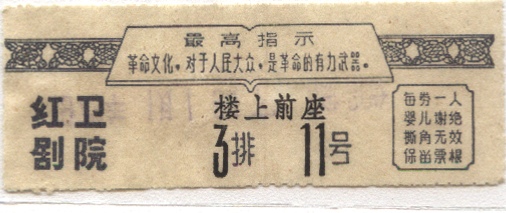 最高指示
革命文化，对于人民大众，是革命的有力武器。
红卫
剧院
楼上前座
3排 11号
每券一人
婴儿谢绝
撕角无效
保留票根